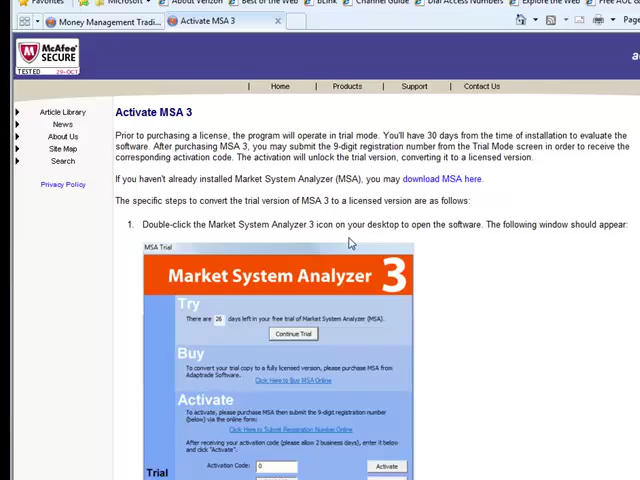 Favorites Microsoft About Verizon Best of the Web bLink Channel Guide Dial Access Numbers Explore the Web Free AOL &
Money Management Tradi... Activate MSA 3 Page
McAfee
SECURE
TESTED 29-OCT
Home Products Support Contact Us
Article Library
News
About Us
Site Map
Search
Privacy Policy
Activate MSA 3
Prior to purchasing a license, the program will operate in trial mode. You'll have 30 days from the time of installation to evaluate the
software. After purchasing MSA 3, you may submit the 9-digit registration number from the Trial Mode screen in order to receive the
corresponding activation code. The activation will unlock the trial version, converting it to a licensed version.
If you haven't already installed Market System Analyzer (MSA), you may download MSA here.
The specific steps to convert the trial version of MSA 3 to a licensed version are as follows:
1. Double-click the Market System Analyzer 3 icon on your desktop to open the software. The following window should appear:
MSA Trial
Market System Analyzer 3
Try
There are 26 days left in your free trial of Market System Analyzer (MSA).
Continue Trial
Buy
To convert your trial copy to a fully licensed version, please purchase MSA from
Adaptrade Software.
Click Here to Buy MSA Online
Activate
To activate, please purchase MSA then submit the 9-digit registration number
(below) via the online form:
Click Here to Submit Registration Number Online
After receiving your activation code (please allow 2 business days), enter it below
and click "Activate".
Trial
Activation Code: 0 Activate